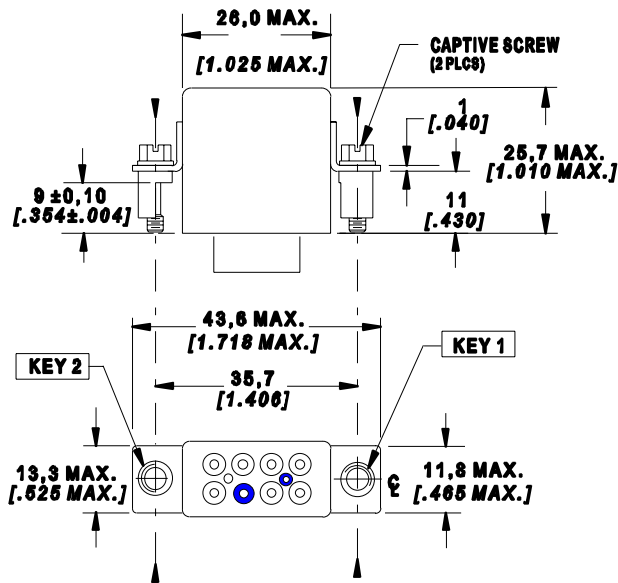 26,0 MAX.
[1.025 MAX.]
CAPTIVE SCREW
(2 PLCS)
1
[.040]
25,7 MAX.
[1.010 MAX.]
9 ±0,10
[.354±.004]
11
[.430]
43,6 MAX.
[1.718 MAX.]
KEY 2
KEY 1
35,7
[1.406]
13,3 MAX.
[.525 MAX.]
11,8 MAX.
[.465 MAX.]
℄